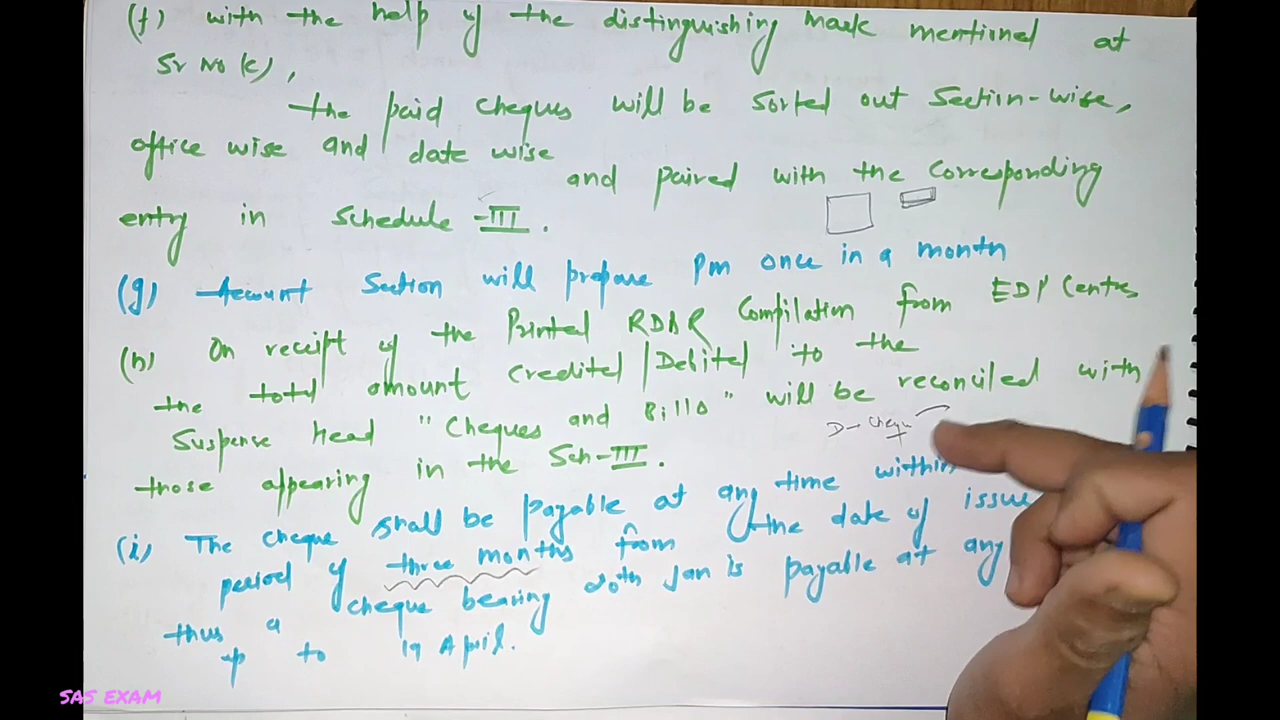 (f) with the help of the distinguishing mark mentioned at
Sr No (e),
the paid cheques will be sorted out Section-wise,
office wise and date wise
and paired with the corresponding
entry in Schedule -III.
(g) Account Section will prepare Pm once in a month
(h) On receipt of the Printed RDAR Compilation from EDP Centres
the total amount credited/Debited to the
Suspense Head "Cheques and Bills" will be reconciled with
those appearing in the Sch-III.
D- Chequ
(i) The cheque shall be payable at any time within
period of three months from the date of issue
thus a cheque bearing 20th Jan is payable at any
up to 19 April.
SAS EXAM